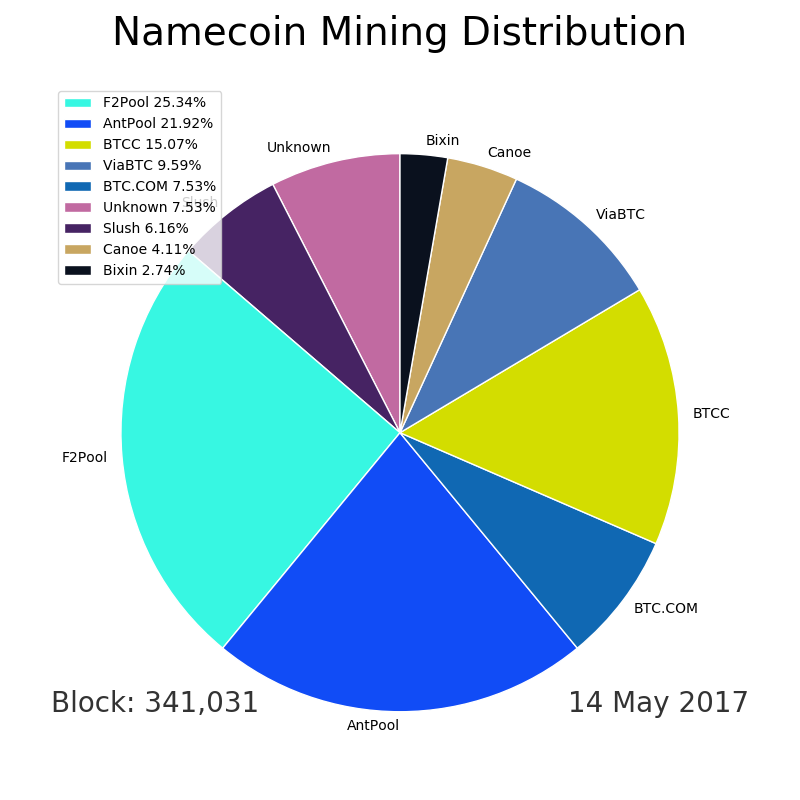 Namecoin Mining Distribution
F2Pool 25.34%
AntPool 21.92%
BTCC 15.07%
ViaBTC 9.59%
BTC.COM 7.53%
Unknown 7.53%
Slush 6.16%
Canoe 4.11%
Bixin 2.74%
Bixin
Canoe
Unknown
Slush
ViaBTC
BTCC
F2Pool
BTC.COM
AntPool
Block: 341,031
14 May 2017